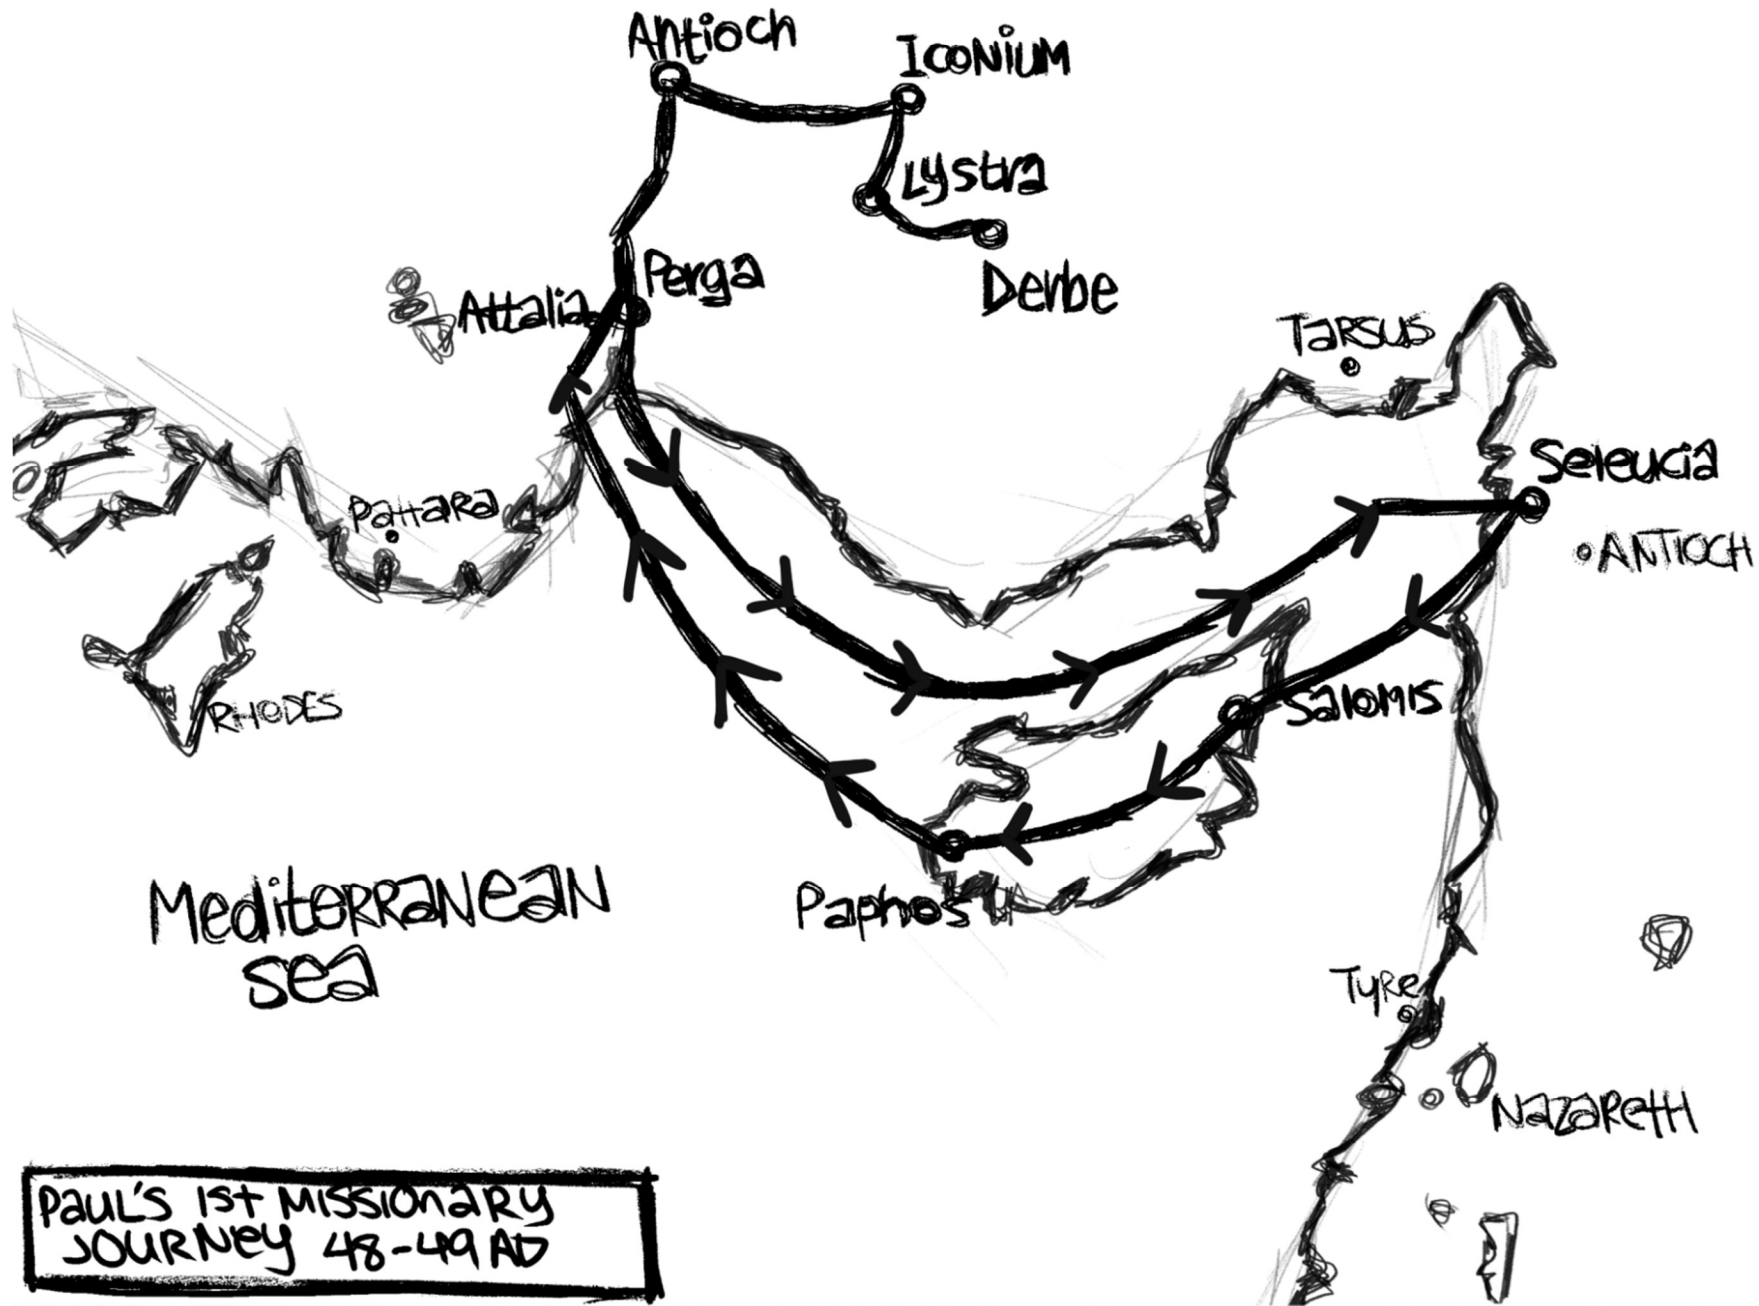 Antioch
ICONIUM
Lystra
Perga
Derbe
Attalia
TARSUS
Seleucia
Pattara
ANTIOCH
RHODES
Salomis
Mediterranean
Sea
Paphos
Tyre
Nazareth
Paul's 1st Missionary
Journey 48-49 AD